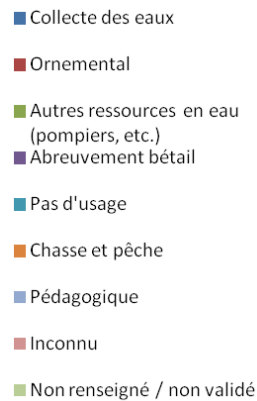 Collecte des eaux
Ornemental
Autres ressources en eau
(pompiers, etc.)
Abreuvement bétail
Pas d'usage
Chasse et pêche
Pédagogique
Inconnu
Non renseigné / non validé